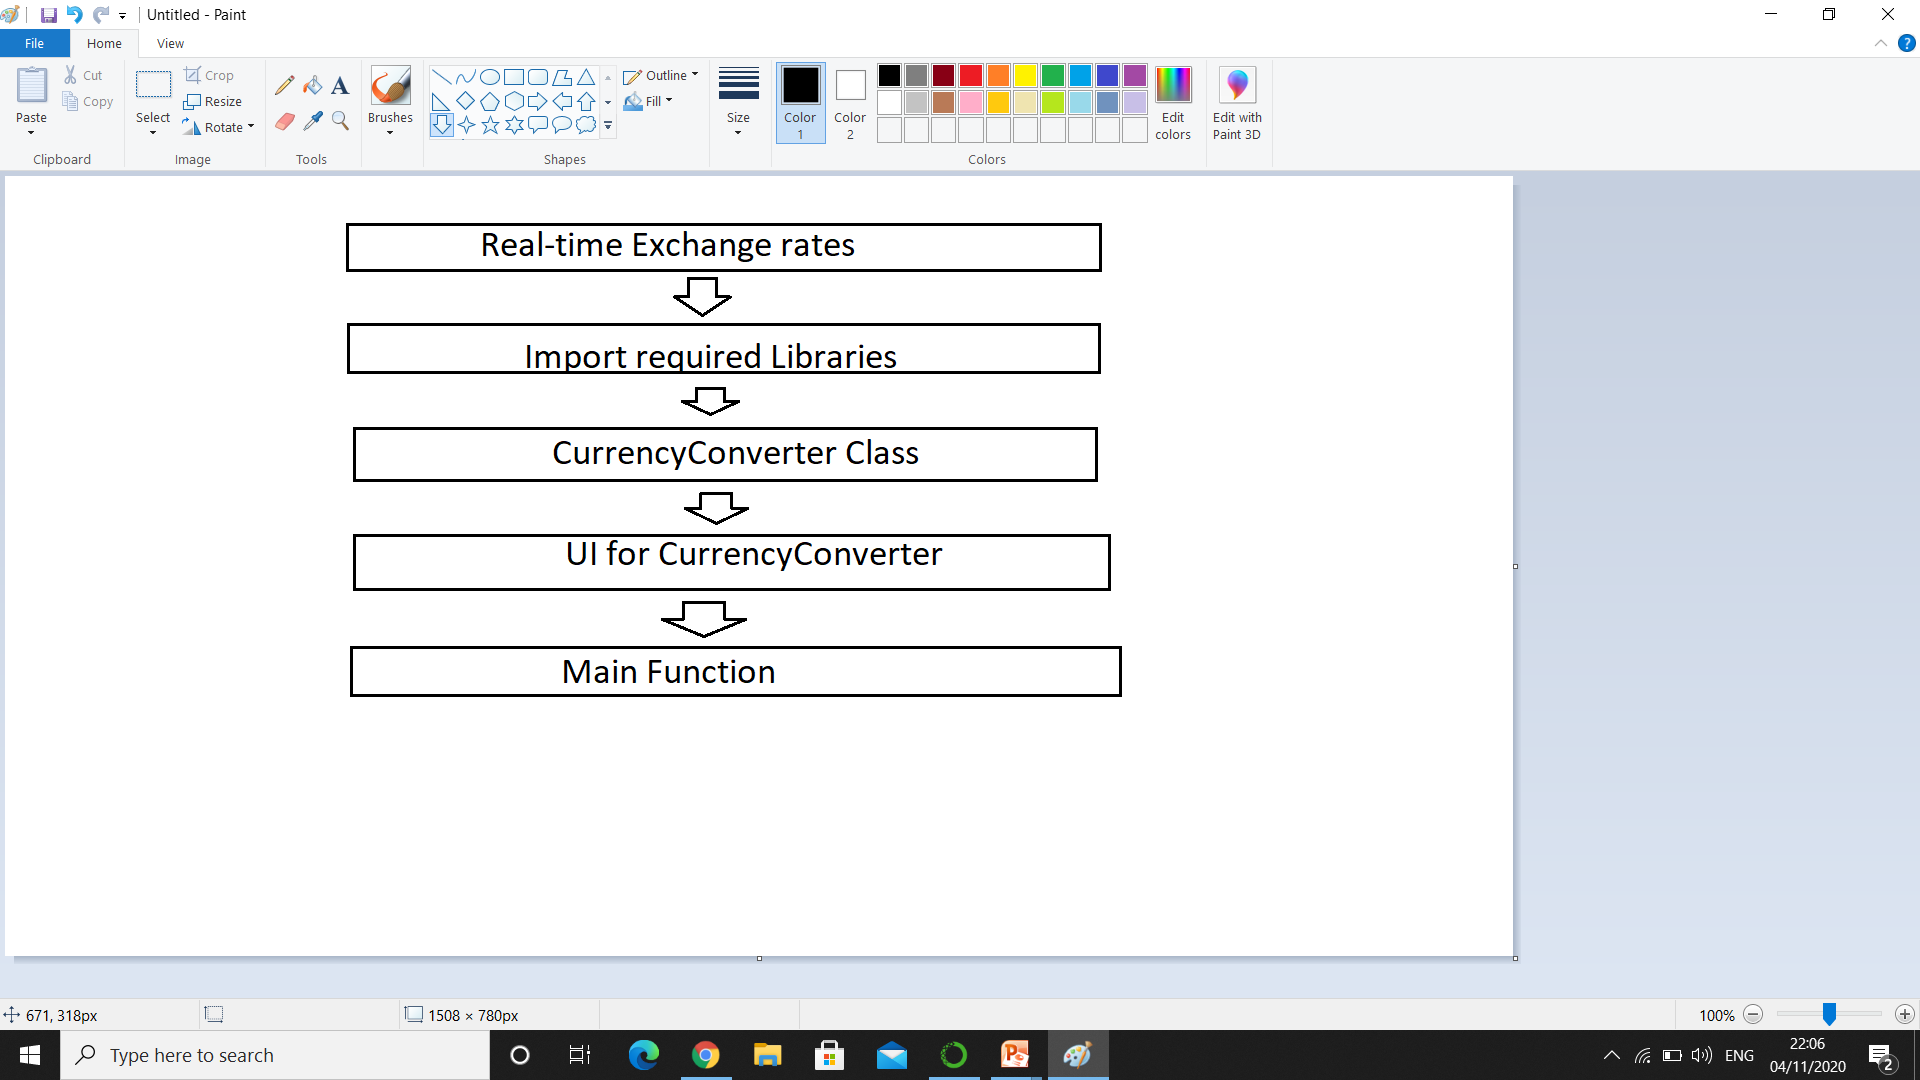 Untitled - Paint
File Home View
Cut
Copy
Paste
Clipboard
Crop
Resize
Rotate
Select
Image
A
Tools
Brushes
Outline
Fill
Shapes
Size
Color
1
Color
2
Edit
colors
Colors
Edit with
Paint 3D
?
Real-time Exchange rates
Import required Libraries
CurrencyConverter Class
UI for CurrencyConverter
Main Function
671, 318px
1508 × 780px
100%
Type here to search
ENG
22:06
04/11/2020
2